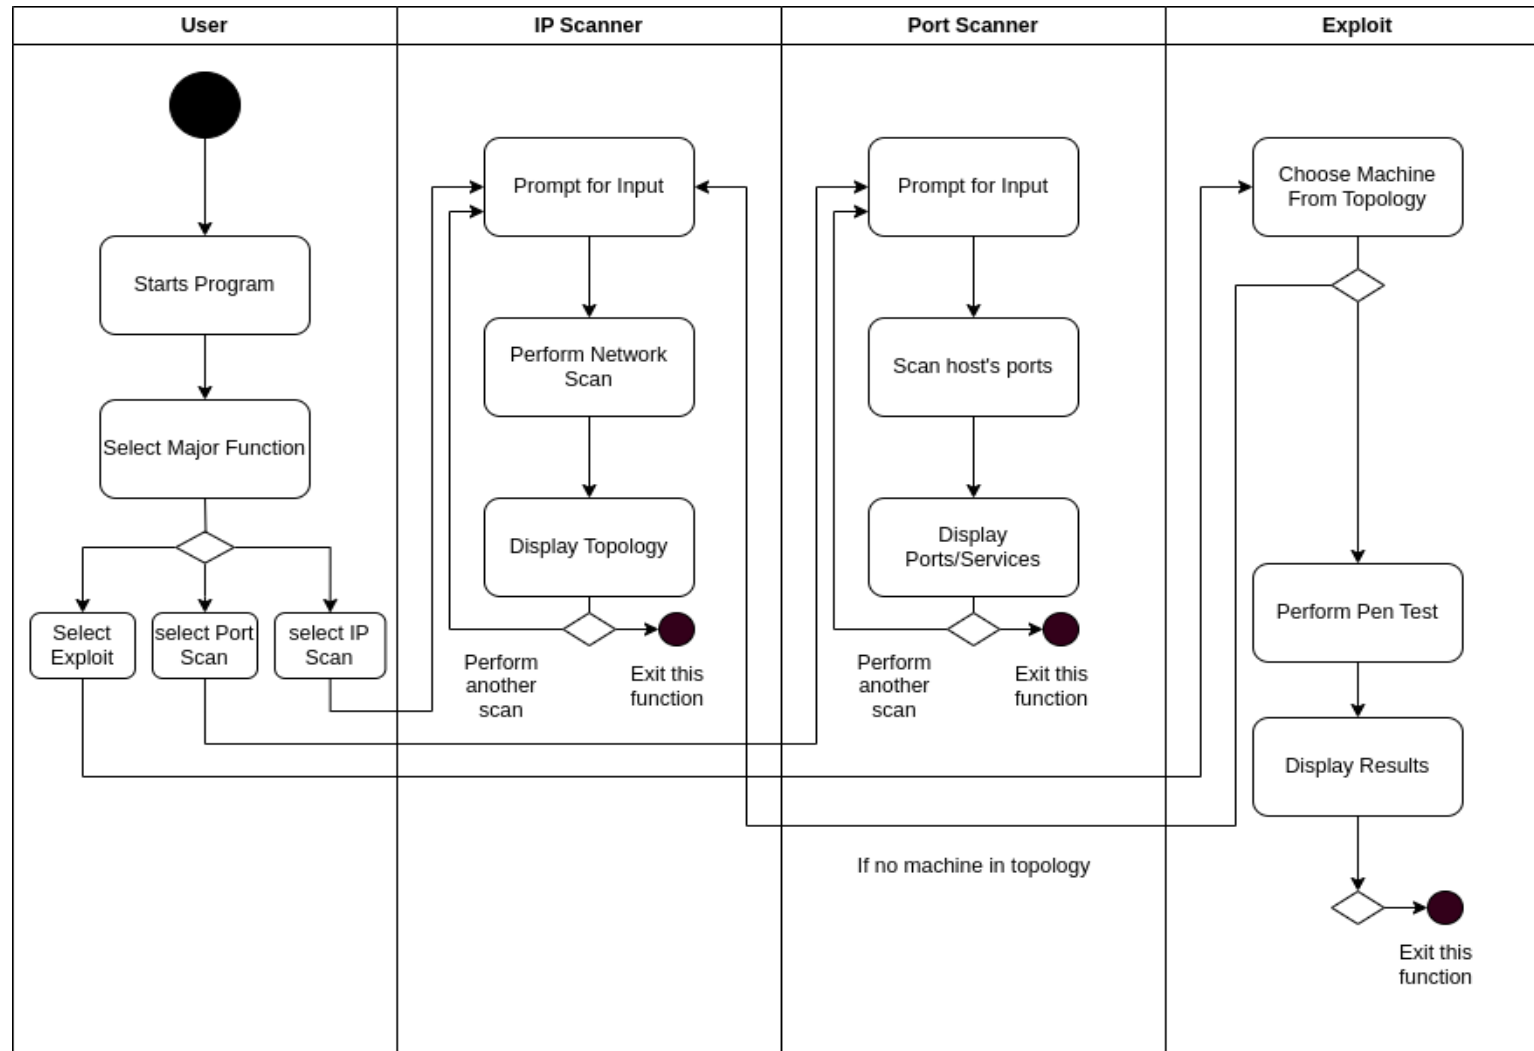 User
IP Scanner
Port Scanner
Exploit
Starts Program
Select Major Function
Select
Exploit
select Port
Scan
select IP
Scan
Prompt for Input
Perform Network
Scan
Display Topology
Perform
another
scan
Exit this
function
Prompt for Input
Scan host's ports
Display
Ports/Services
Perform
another
scan
Exit this
function
If no machine in topology
Choose Machine
From Topology
Perform Pen Test
Display Results
Exit this
function